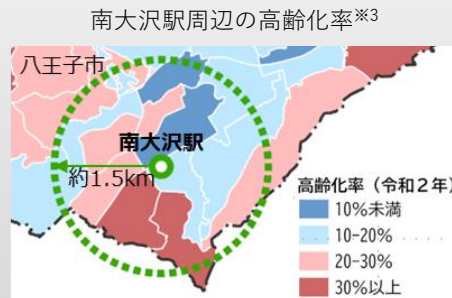 南大沢駅周辺の高齢化率※3
八王子市
南大沢駅
約1.5km
高齢化率（令和２年）
10%未満
10-20%
20-30%
30%以上